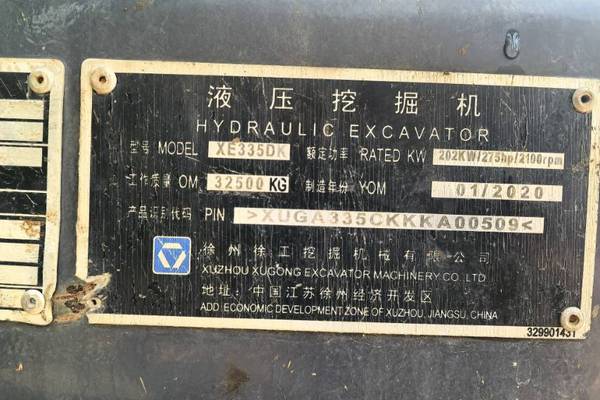 液压挖掘机
HYDRAULIC EXCAVATOR
型号 MODEL XE335DK 额定功率 RATED KW 202KW/275hp/2100rpm
工作质量 OM 32500 KG 制造年份 YOM 01/2020
产品识别代码 PIN >XUGA335CKKKA00509<
徐州徐工挖掘机械有限公司
XUZHOU XUGONG EXCAVATOR MACHINERY CO. LTD
地址: 中国江苏徐州经济开发区
ADD:ECONOMIC DEVELOPMENT ZONE OF XUZHOU, JIANGSU, CHINA
329901431